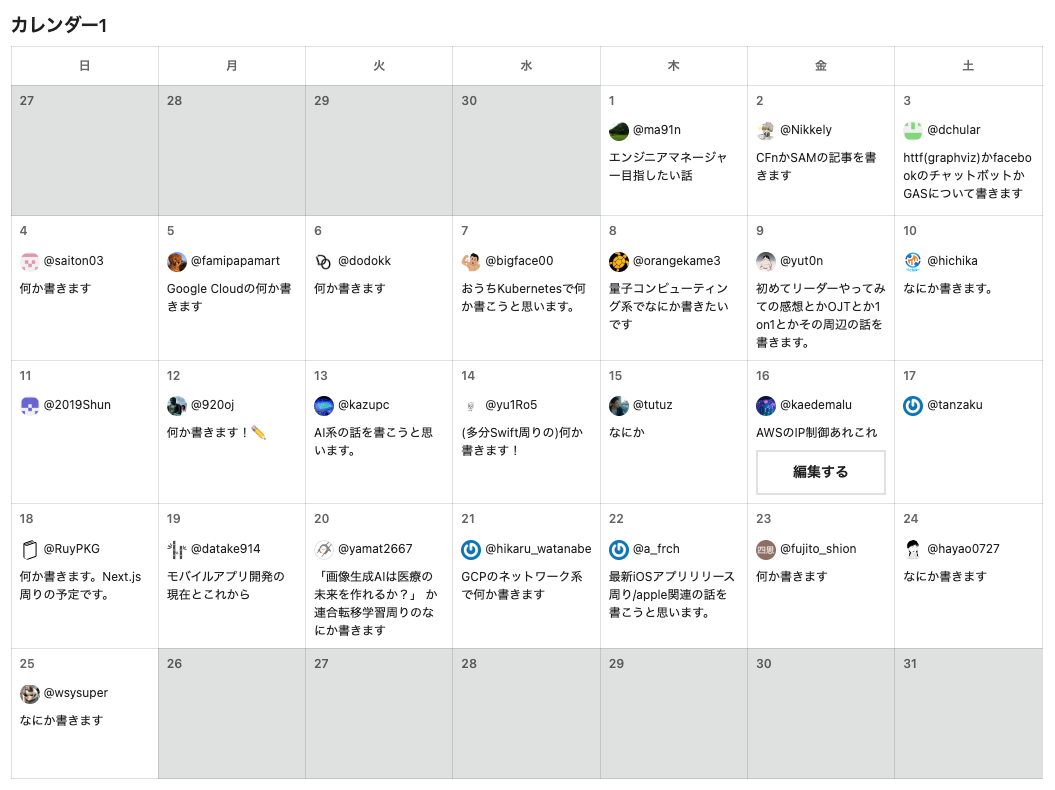 カレンダー1
日 月 火 水 木 金 土
27 28 29 30 1 2 3
@ma91n
エンジニアマネージャ
ー目指したい話
@Nikkely
CFnかSAMの記事を書
きます
@dchular
httf(graphviz)かfacebo
okのチャットボットか
GASについて書きます
4 5 6 7 8 9 10
@saiton03
何か書きます
@famipapamart
Google Cloudの何か書
きます
@dodokk
何か書きます
@bigface00
おうちKubernetesで何
か書こうと思います。
@orangekame3
量子コンピューティン
グ系でなにか書きたい
です
@yut0n
初めてリーダーやってみ
ての感想とかOJTとか1
on1とかその周辺の話を
書きます。
@hichika
なにか書きます。
11 12 13 14 15 16 17
@2019Shun
@920oj
何か書きます！✏️
@kazupc
AI系の話を書こうと思
います。
@yu1Ro5
(多分Swift周りの)何か
書きます！
@tutuz
なにか
@kaedemalu
AWSのIP制御あれこれ
編集する
@tanzaku
18 19 20 21 22 23 24
@RuyPKG
何か書きます。Next.js
周りの予定です。
@datake914
モバイルアプリ開発の
現在とこれから
@yamat2667
「画像生成AIは医療の
未来を作れるか？」 か
連合転移学習周りのな
にか書きます
@hikaru_watanabe
GCPのネットワーク系
で何か書きます
@a_frch
最新iOSアプリリリース
周り/apple関連の話を
書こうと思います。
四恩
@fujito_shion
何か書きます
@hayao0727
なにか書きます
25 26 27 28 29 30 31
@wsysuper
なにか書きます